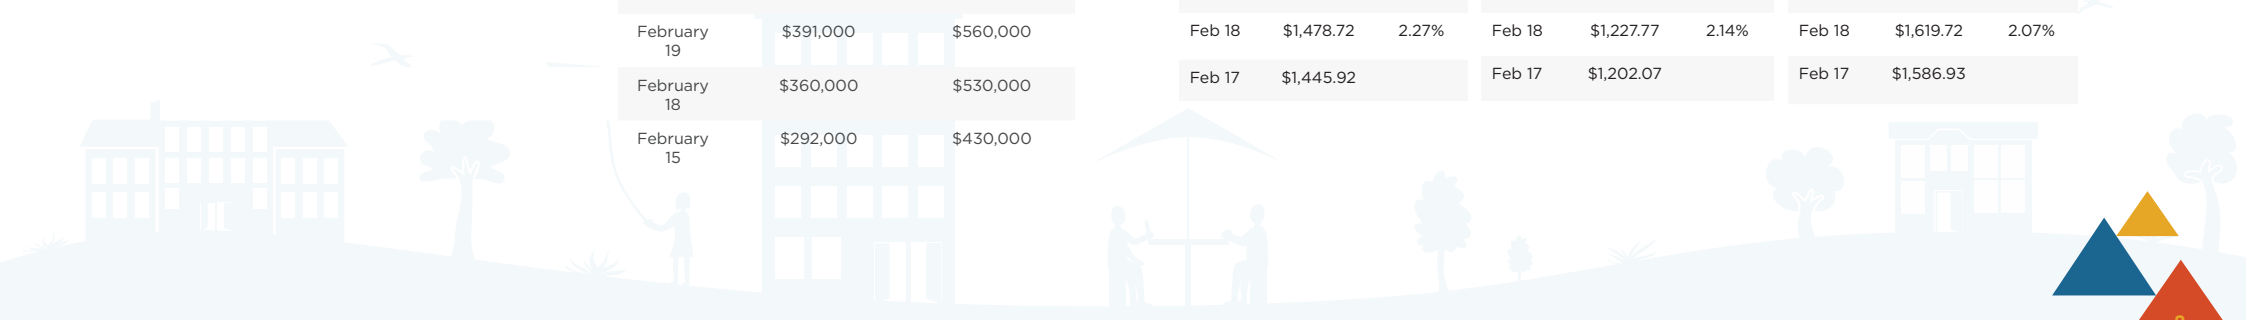 February 19 $391,000 $560,000
February 18 $360,000 $530,000
February 15 $292,000 $430,000
Feb 18 $1,478.72 2.27%
Feb 17 $1,445.92
Feb 18 $1,227.77 2.14%
Feb 17 $1,202.07
Feb 18 $1,619.72 2.07%
Feb 17 $1,586.93